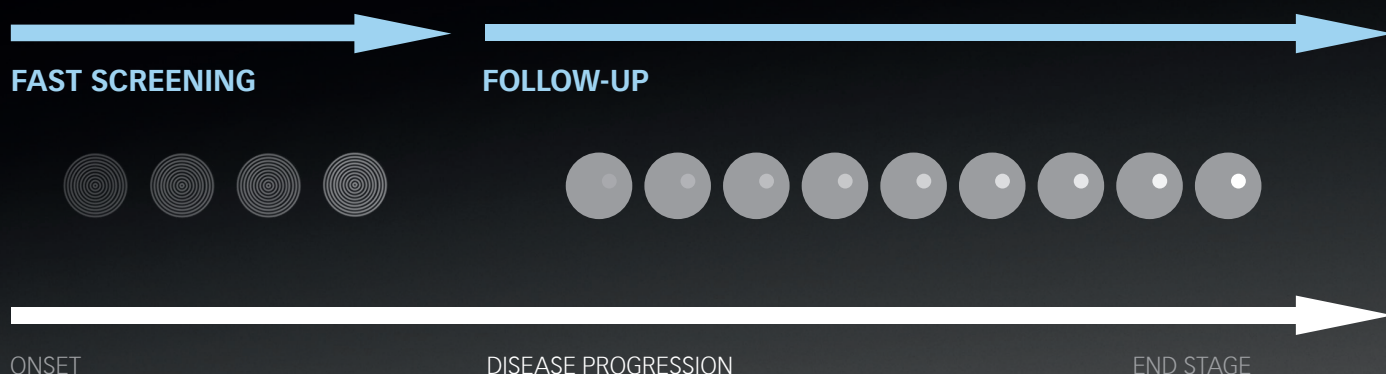 FAST SCREENING
FOLLOW-UP
ONSET
DISEASE PROGRESSION
END STAGE